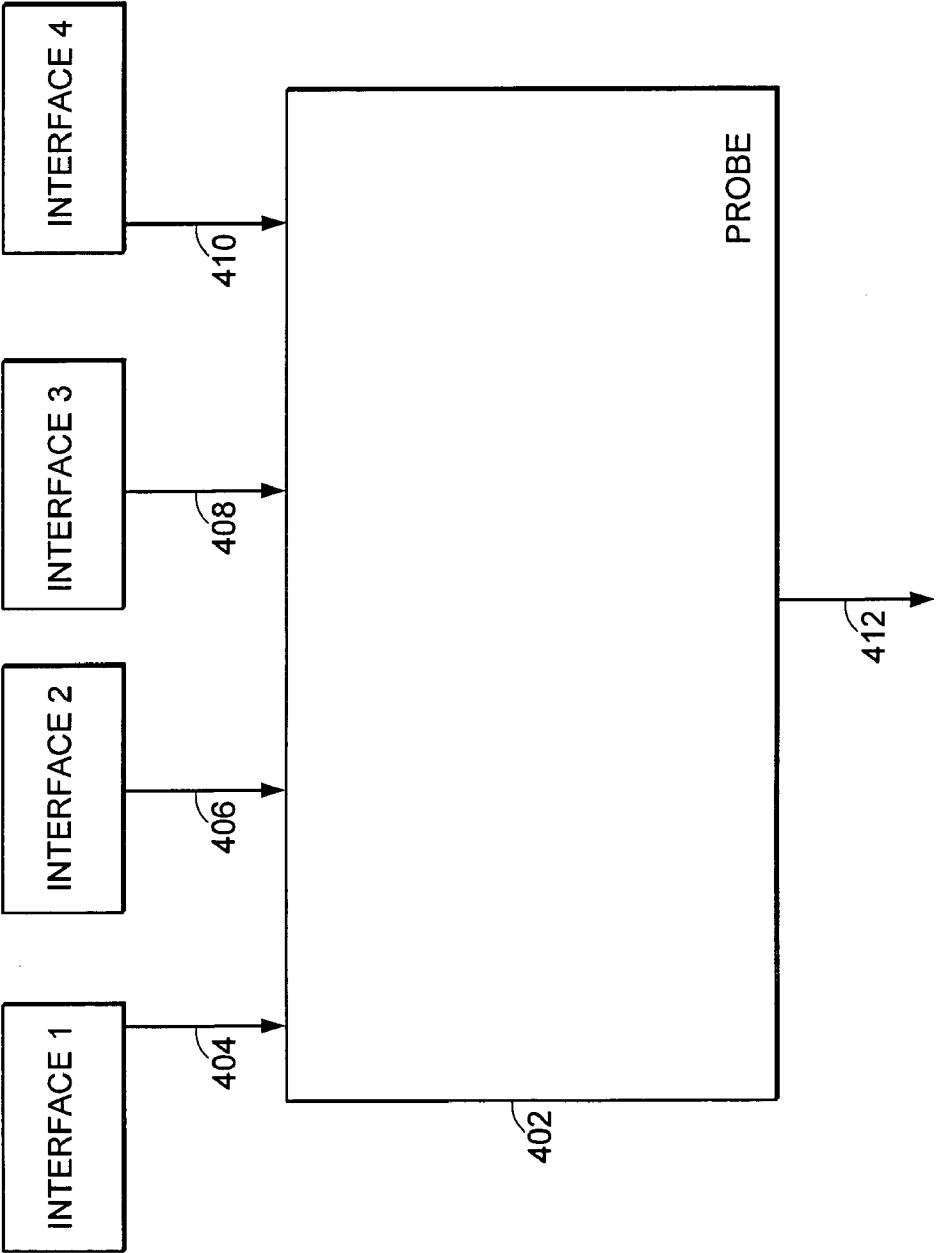 INTERFACE 1
INTERFACE 2
INTERFACE 3
INTERFACE 4
404
406
408
410
402
PROBE
412